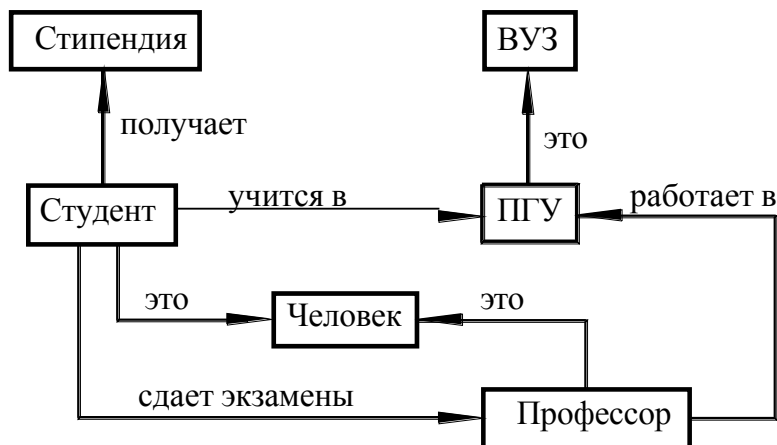 Стипендия
ВУЗ
получает
это
Студент
учится в
ПГУ
работает в
это
Человек
это
сдает экзамены
Профессор